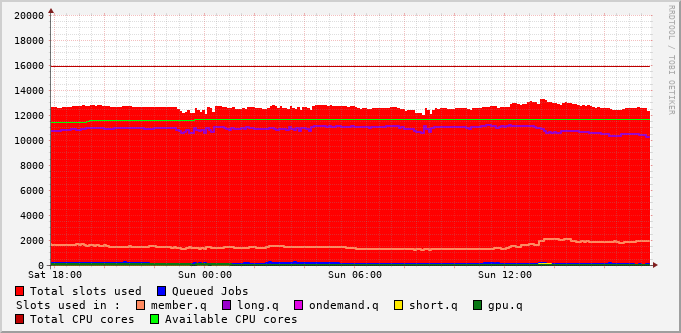 20000
18000
16000
14000
12000
10000
8000
6000
4000
2000
0
Sat 18:00 Sun 00:00 Sun 06:00 Sun 12:00
Total slots used Queued Jobs
Slots used in : member.q long.q ondemand.q short.q gpu.q
Total CPU cores Available CPU cores
RRDTOOL / TOBI OETIKER